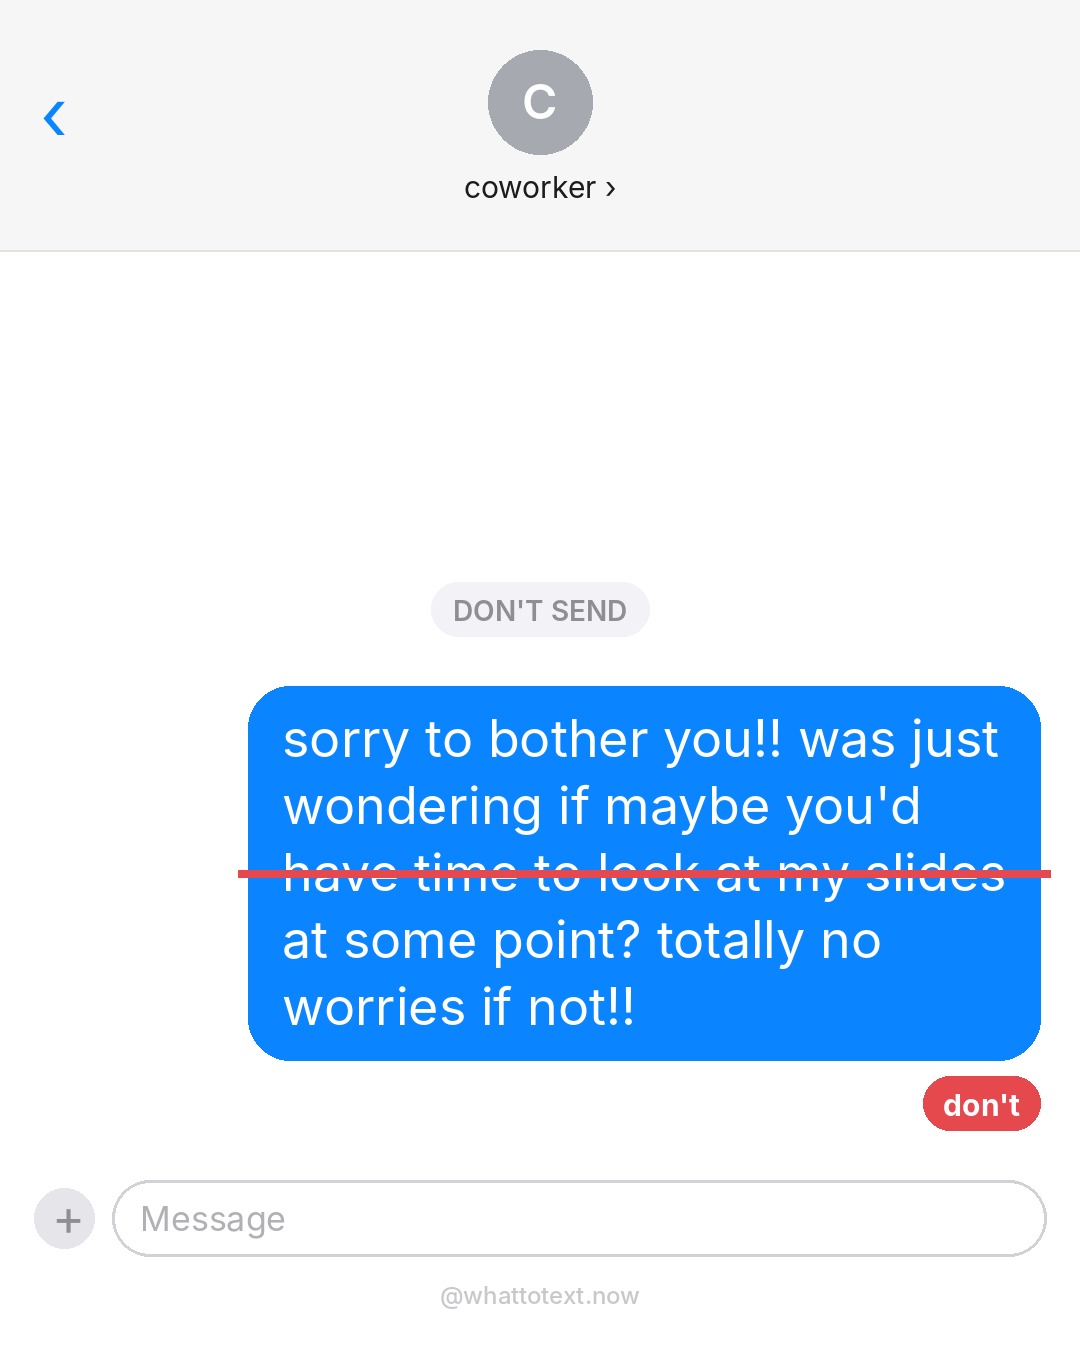 C
coworker ›
DON'T SEND
sorry to bother you!! was just
wondering if maybe you'd
have time to look at my slides
at some point? totally no
worries if not!!
don't
+ Message
@whattotext.now